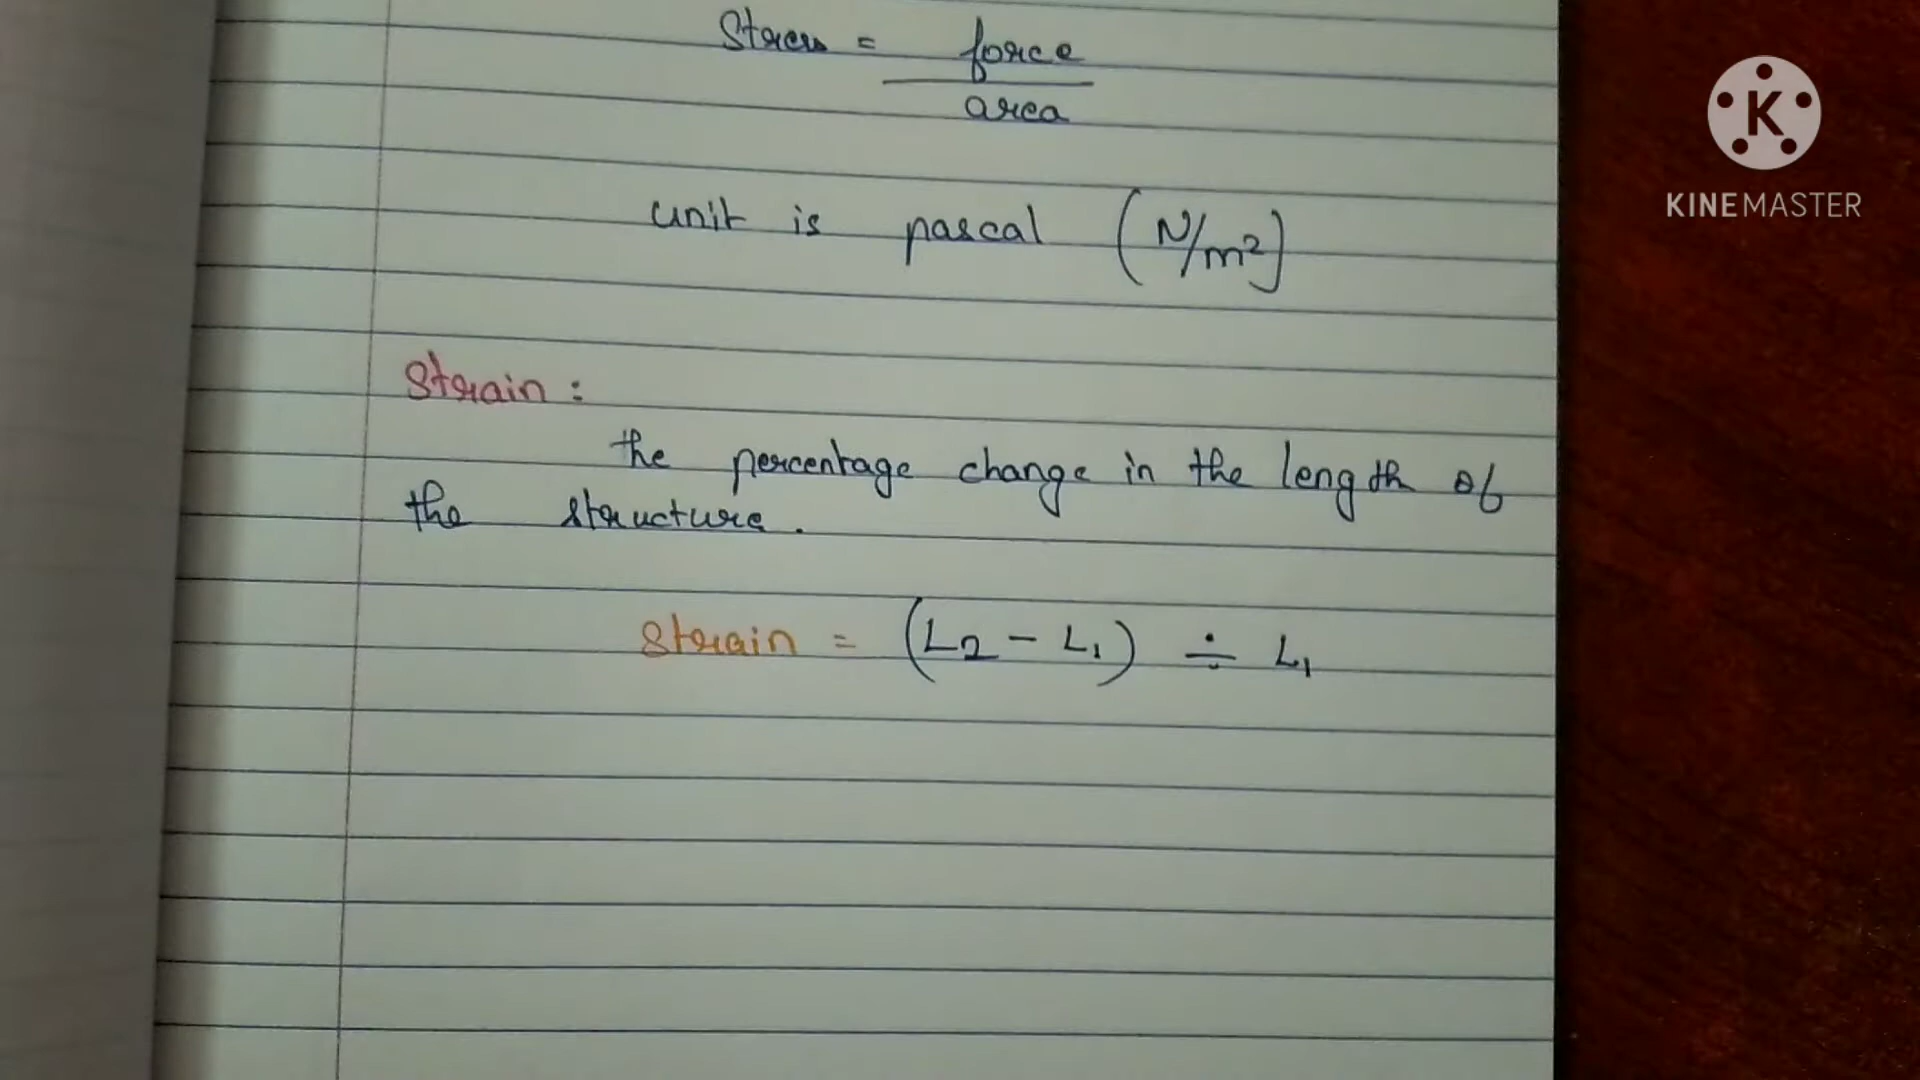 Stress = force
area
unit is pascal (N/m²)
Strain :
the percentage change in the length of
the structure.
Strain = (L2 - L1) ÷ L1
K
KINEMASTER